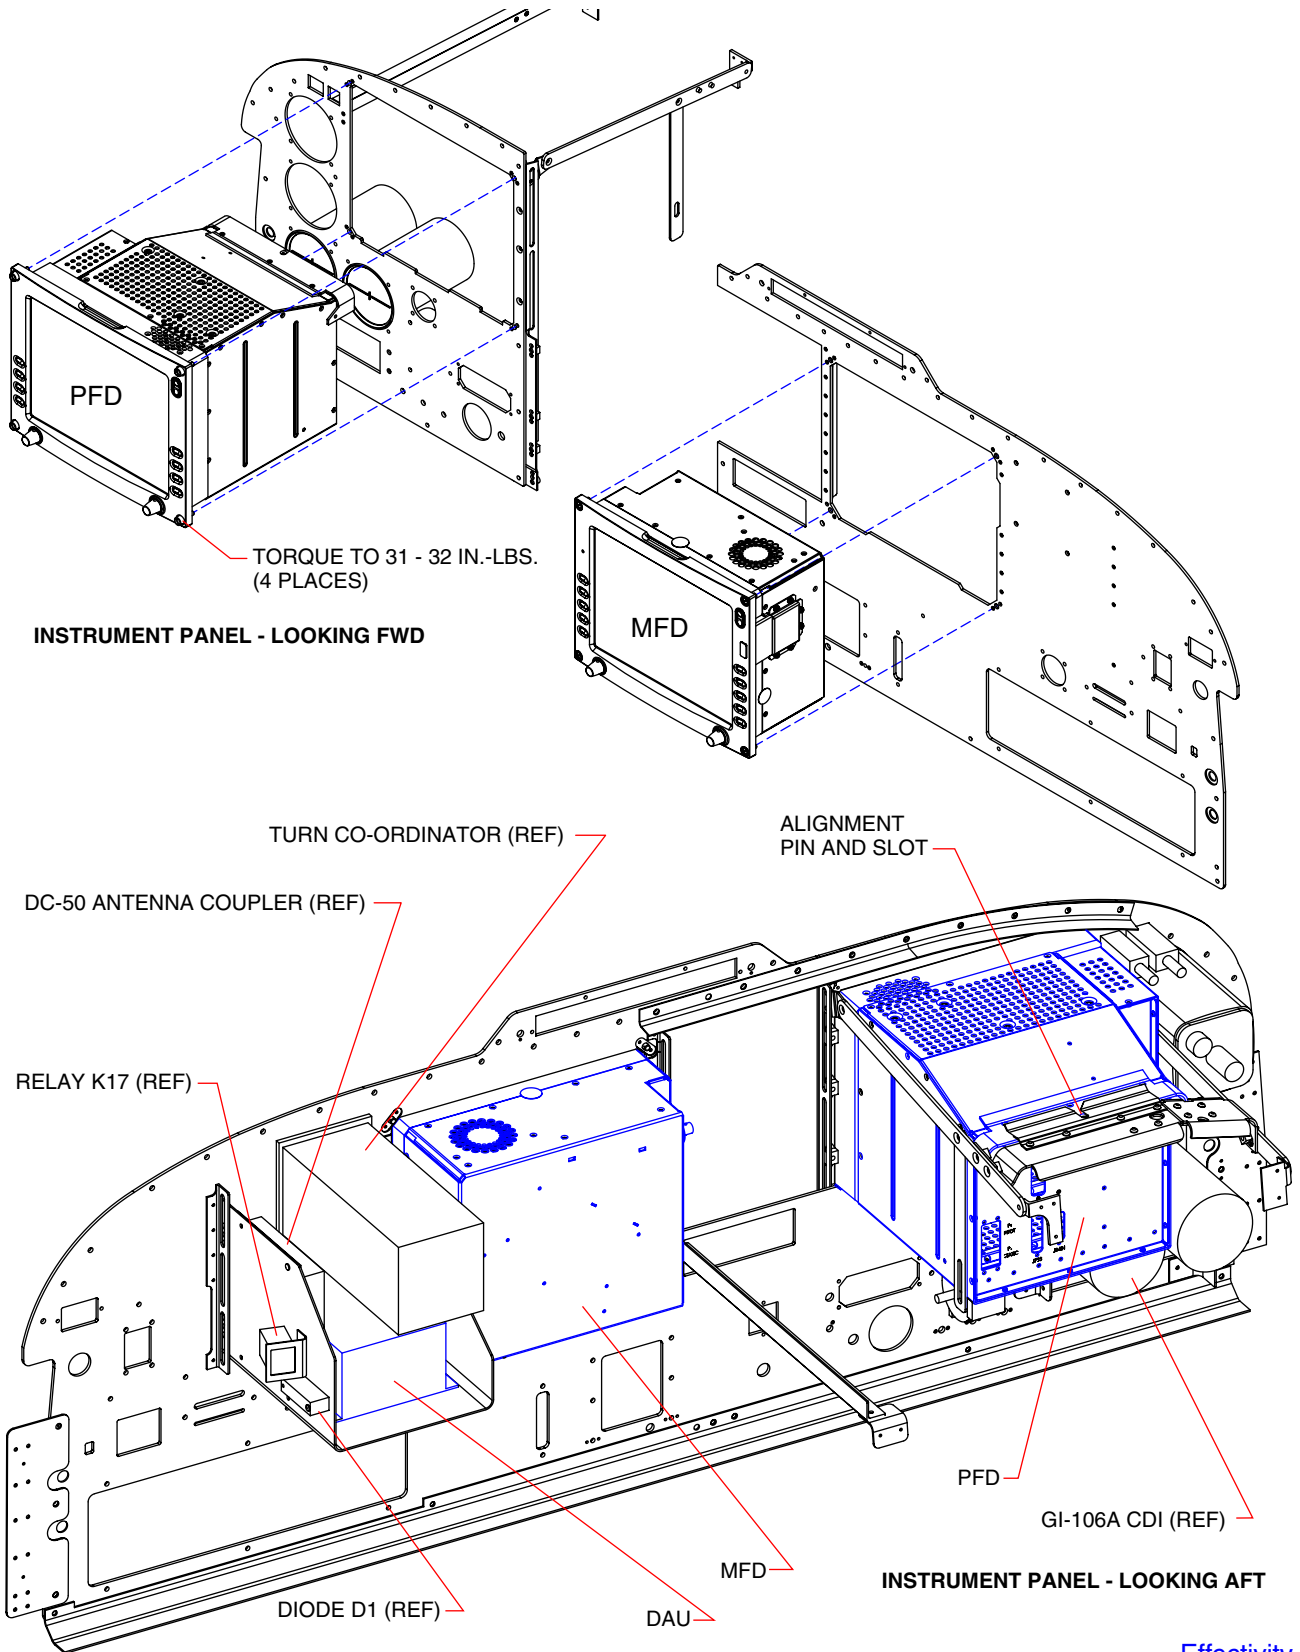 PFD
TORQUE TO 31 - 32 IN.-LBS.
(4 PLACES)
INSTRUMENT PANEL - LOOKING FWD
MFD
TURN CO-ORDINATOR (REF)
ALIGNMENT
PIN AND SLOT
DC-50 ANTENNA COUPLER (REF)
RELAY K17 (REF)
PFD
GI-106A CDI (REF)
MFD
INSTRUMENT PANEL - LOOKING AFT
DIODE D1 (REF)
DAU
Effectivity